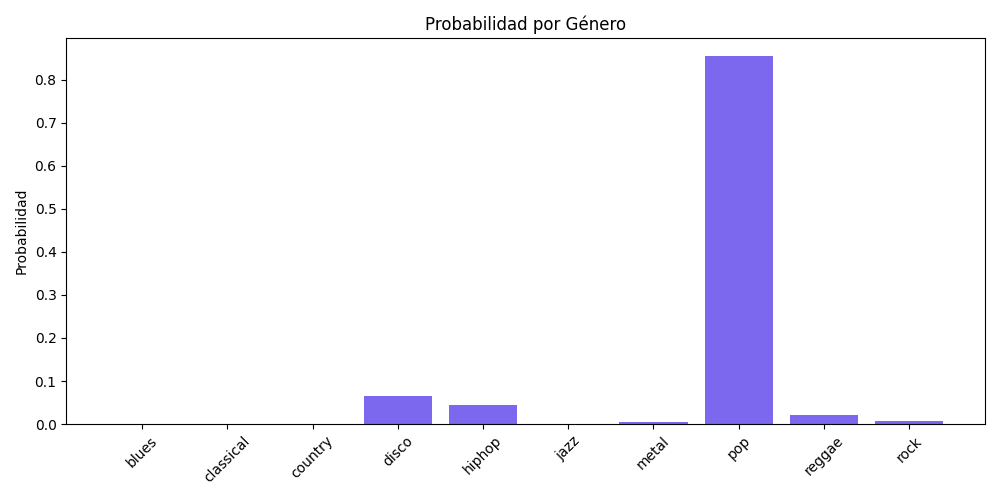 Probabilidad por Género
Probabilidad
0.8
0.7
0.6
0.5
0.4
0.3
0.2
0.1
0.0
blues
classical
country
disco
hiphop
jazz
metal
pop
reggae
rock